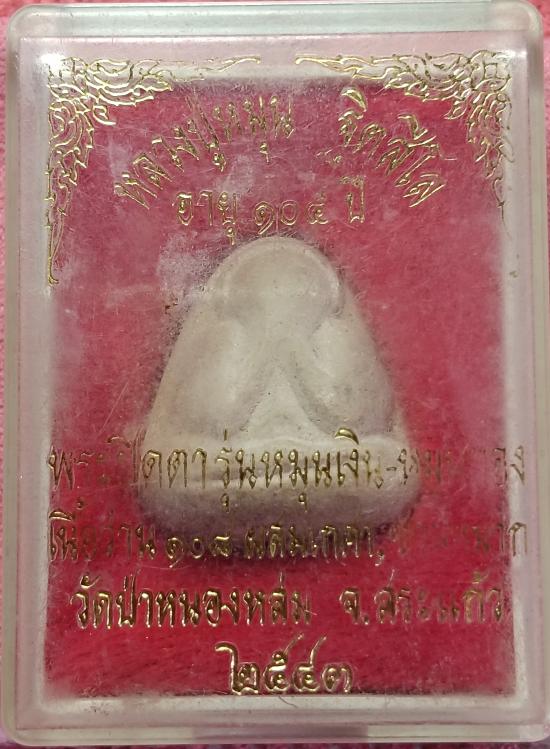 หลวงปู่หมุน ฐิตสีโล
อายุ ๑๐๔ ปี
พระปิดตา รุ่นหมุนเงิน-หมุนทอง
เนื้อว่าน ๑๐๘ ผสมเกศา,
วัดป่าหนองหล่ม จ.สระแก้ว
๒๕๔๓